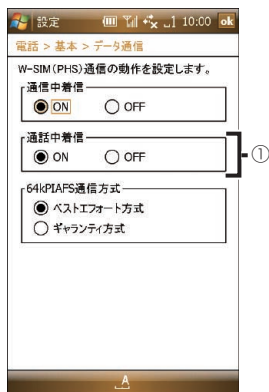 設定 10:00 ok
電話 > 基本 > データ通信
W-SIM(PHS)通信の動作を設定します。
通信中着信
ON OFF
通話中着信
ON OFF
①
64kPIAFS通信方式
ベストエフォート方式
ギャランティ方式
A